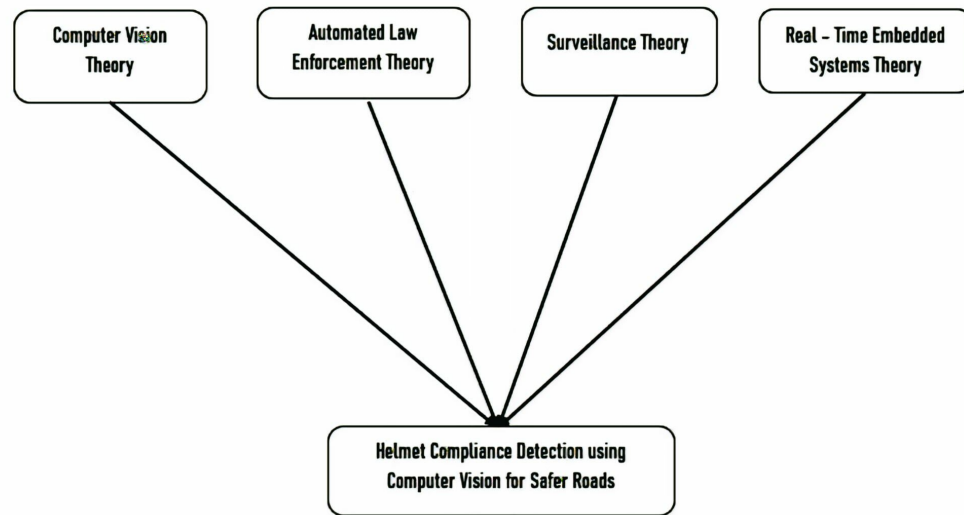 Computer Vision
Theory
Automated Law
Enforcement Theory
Surveillance Theory
Real - Time Embedded
Systems Theory
Helmet Compliance Detection using
Computer Vision for Safer Roads